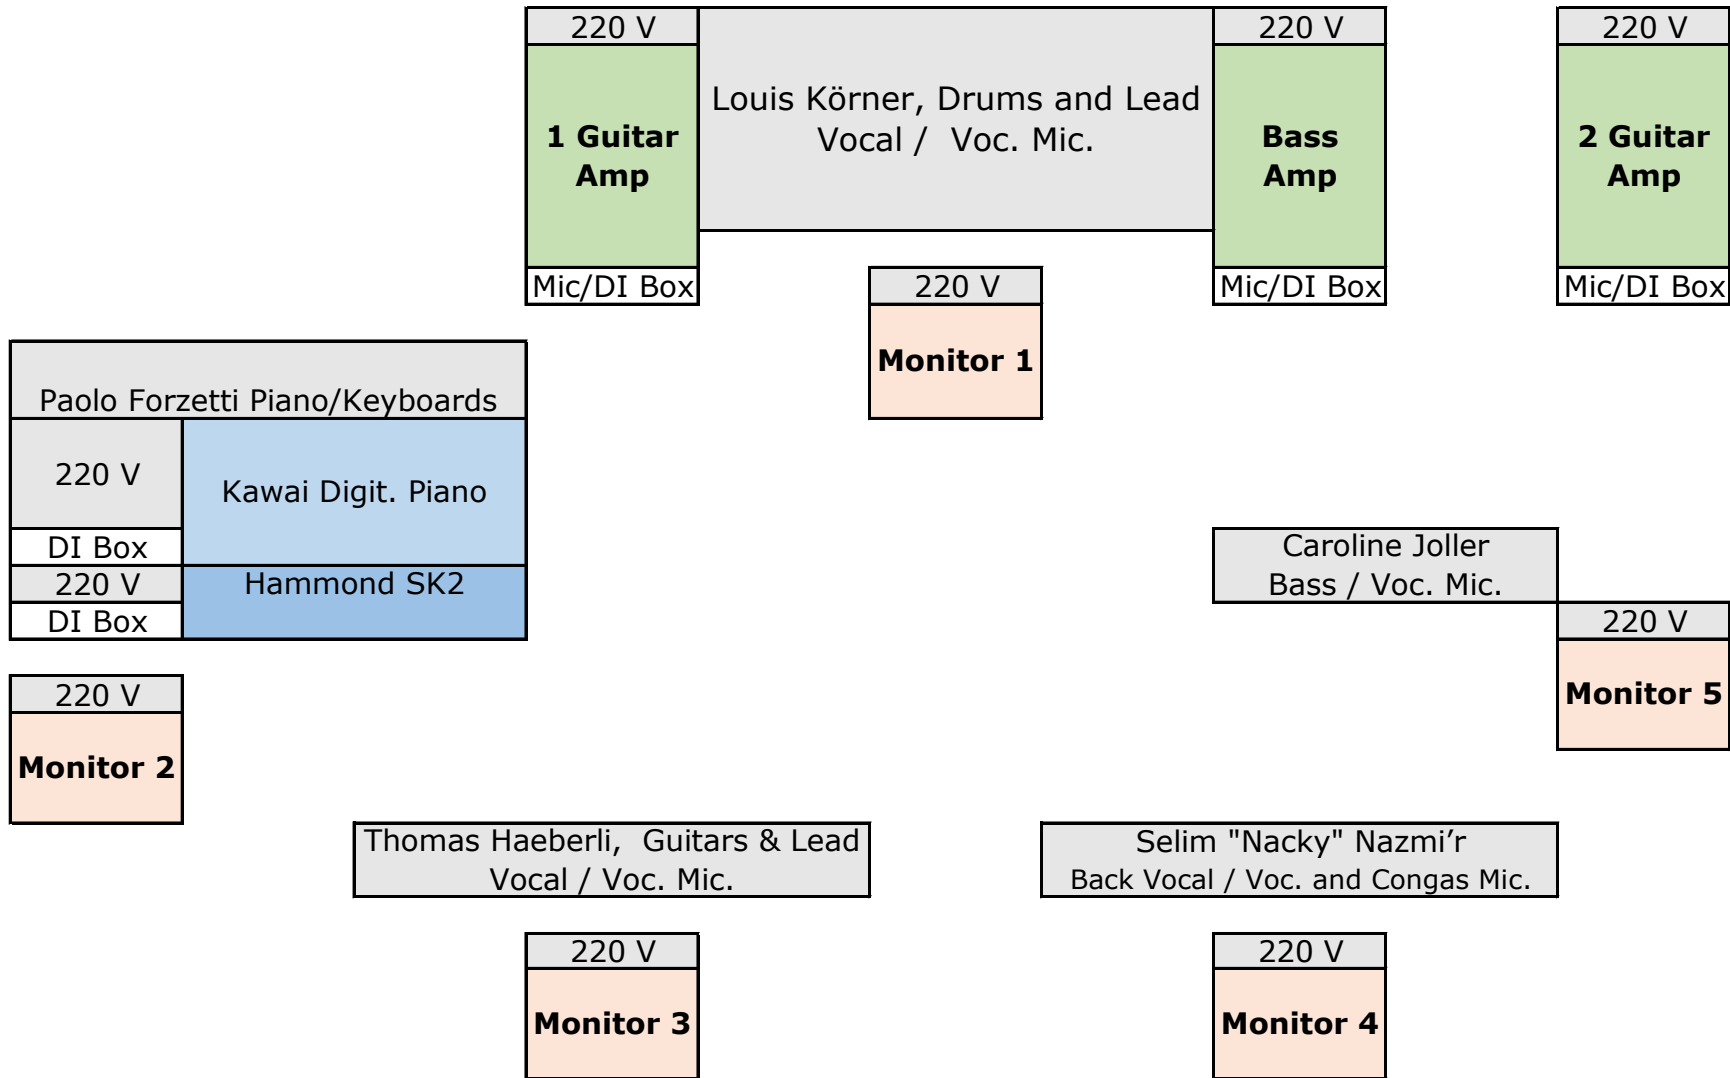 220 V
220 V
220 V
1 Guitar
Amp
Louis Körner, Drums and Lead
Vocal /  Voc. Mic.
Bass
Amp
2 Guitar
Amp
Mic/DI Box
220 V
Mic/DI Box
Mic/DI Box
Monitor 1
Paolo Forzetti Piano/Keyboards
220 V
Kawai Digit. Piano
DI Box
220 V
Hammond SK2
DI Box
Caroline Joller
Bass / Voc. Mic.
220 V
Monitor 5
220 V
Monitor 2
Thomas Haeberli,  Guitars & Lead
Vocal / Voc. Mic.
Selim "Nacky" Nazmi’r
Back Vocal / Voc. and Congas Mic.
220 V
Monitor 3
220 V
Monitor 4